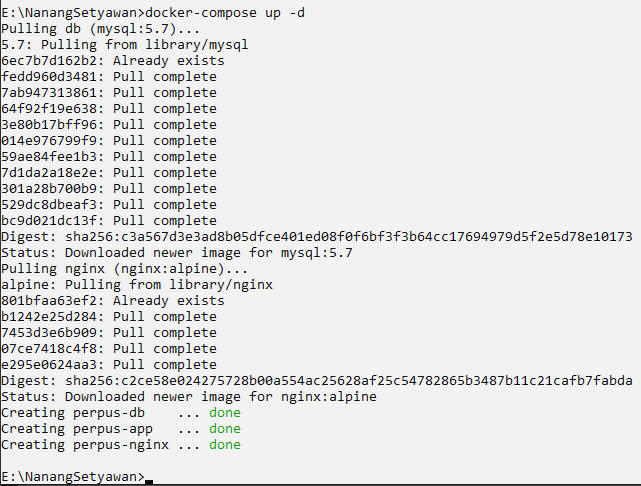 E:\NanangSetyawan>docker-compose up -d
Pulling db (mysql:5.7)...
5.7: Pulling from library/mysql
6ec7b7d162b2: Already exists
fedd960d3481: Pull complete
7ab947313861: Pull complete
64f92f19e638: Pull complete
3e80b17bff96: Pull complete
014e976799f9: Pull complete
59ae84fee1b3: Pull complete
7d1da2a18e2e: Pull complete
301a28b700b9: Pull complete
529dc8dbeaf3: Pull complete
bc9d021dc13f: Pull complete
Digest: sha256:c3a567d3e3ad8b05dfce401ed08f0f6bf3f3b64cc17694979d5f2e5d78e10173
Status: Downloaded newer image for mysql:5.7
Pulling nginx (nginx:alpine)...
alpine: Pulling from library/nginx
801bfaa63ef2: Already exists
b1242e25d284: Pull complete
7453d3e6b909: Pull complete
07ce7418c4f8: Pull complete
e295e0624aa3: Pull complete
Digest: sha256:c2ce58e024275728b00a554ac25628af25c54782865b3487b11c21cafb7fabda
Status: Downloaded newer image for nginx:alpine
Creating perpus-db    ... done
Creating perpus-app   ... done
Creating perpus-nginx ... done
E:\NanangSetyawan>